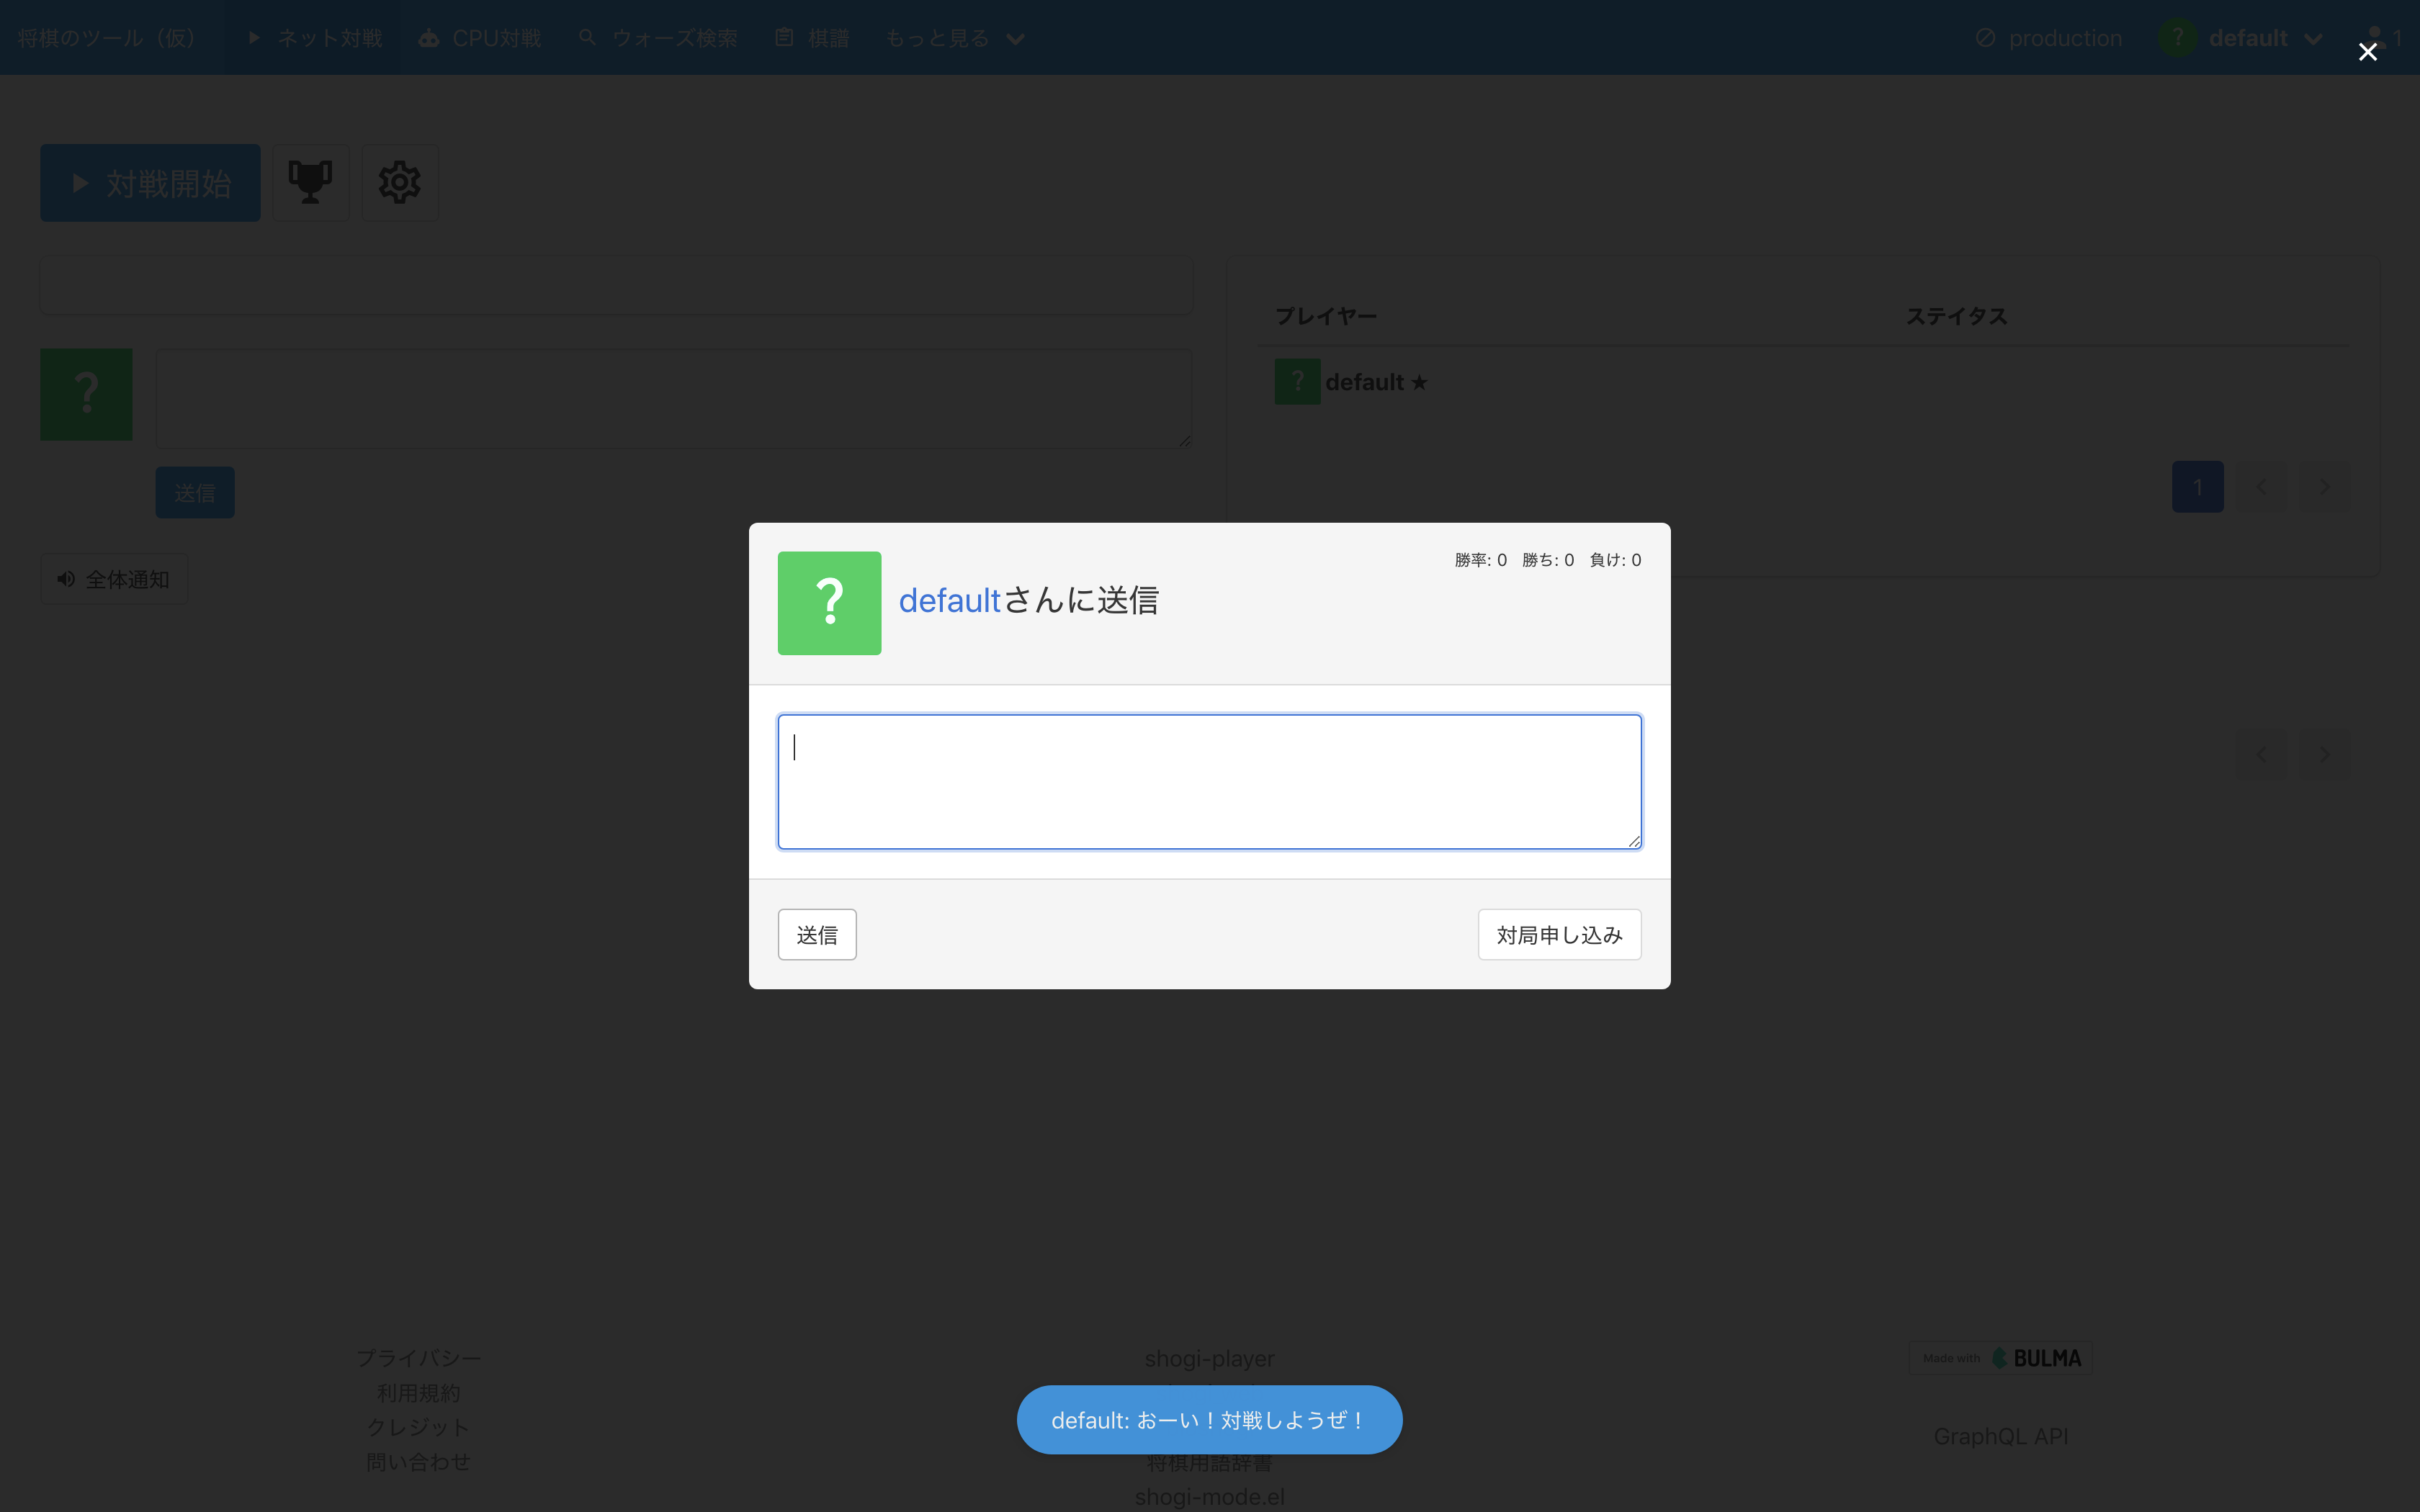 将棋のツール（仮） ネット対戦 CPU対戦 ウォーズ検索 棋譜 もっと見る production ? default 1
対戦開始
プレイヤー ステイタス
? default ★
?
送信
1
全体通知
勝率: 0 勝ち: 0 負け: 0
?
defaultさんに送信
送信 対局申し込み
プライバシー
利用規約
クレジット
問い合わせ
shogi-player
default: おーい！対戦しようぜ！
将棋用語辞書
shogi-mode.el
Made with BULMA
GraphQL API